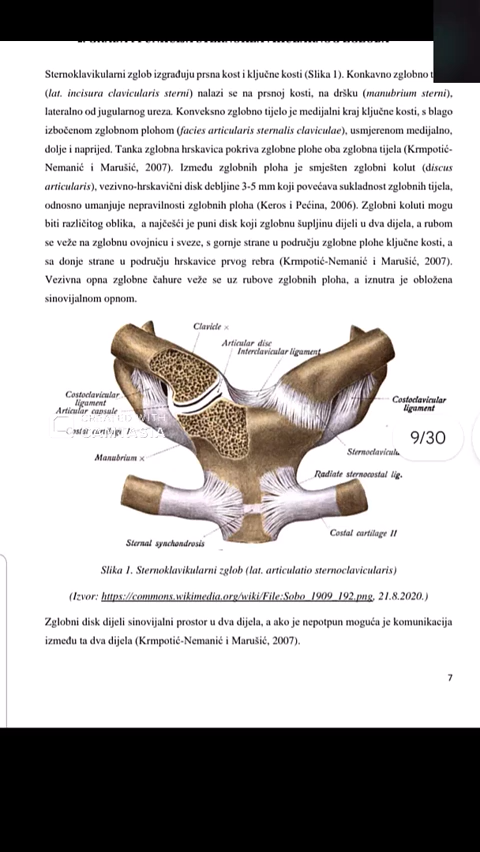 Sternoklavikularni zglob izgrađuju prsna kost i ključne kosti (Slika 1). Konkavno zglobno
(lat. incisura clavicularis sterni) nalazi se na prsnoj kosti, na dršku (manubrium sterni),
lateralno od jugularnog ureza. Konveksno zglobno tijelo je medijalni kraj ključne kosti, s blago
izbočenom zglobnom plohom (facies articularis sternalis claviculae), usmjerenom medijalno,
dolje i naprijed. Tanka zglobna hrskavica pokriva zglobne plohe oba zglobna tijela (Krmpotić-
Nemanić i Marušić, 2007). Između zglobnih ploha je smješten zglobni kolut (discus
articularis), vezivno-hrskavični disk debljine 3-5 mm koji povećava sukladnost zglobnih tijela,
odnosno umanjuje nepravilnosti zglobnih ploha (Keros i Pećina, 2006). Zglobni koluti mogu
biti različitog oblika, a najčešći je puni disk koji zglobnu šupljinu dijeli u dva dijela, a rubom
se veže na zglobnu ovojnicu i sveze, s gornje strane u području zglobne plohe ključne kosti, a
sa donje strane u području hrskavice prvog rebra (Krmpotić-Nemanić i Marušić, 2007).
Vezivna opna zglobne čahure veže se uz rubove zglobnih ploha, a iznutra je obložena
sinovijalnom opnom.
Clavicle ×
Articular disc
Interclavicular ligament
Costoclavicular
ligament
Articular capsule
Costal cartilage I
Manubrium ×
Sternal synchondrosis
Costoclavicular
ligament
9/30
Sternoclavicula
Radiate sternocostal lig.
Costal cartilage II
Slika 1. Sternoklavikularni zglob (lat. articulatio sternoclavicularis)
(Izvor: https://commons.wikimedia.org/wiki/File:Sobo_1909_192.png, 21.8.2020.)
Zglobni disk dijeli sinovijalni prostor u dva dijela, a ako je nepotpun moguća je komunikacija
između ta dva dijela (Krmpotić-Nemanić i Marušić, 2007).
7